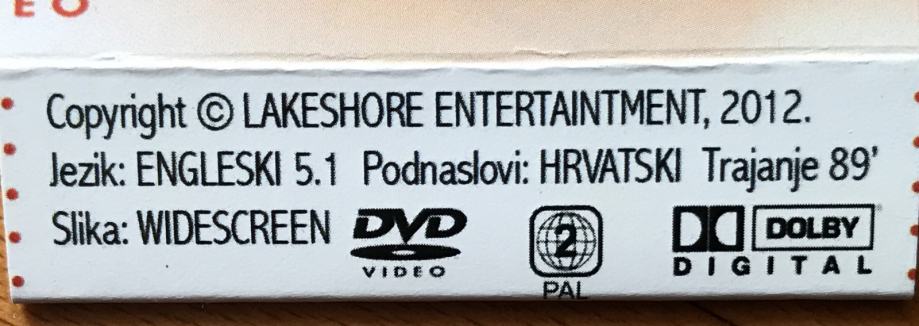 EO
Copyright © LAKESHORE ENTERTAINTMENT, 2012.
Jezik: ENGLESKI 5.1 Podnaslovi: HRVATSKI Trajanje 89'
Slika: WIDESCREEN DVD VIDEO 2 PAL DOLBY DIGITAL